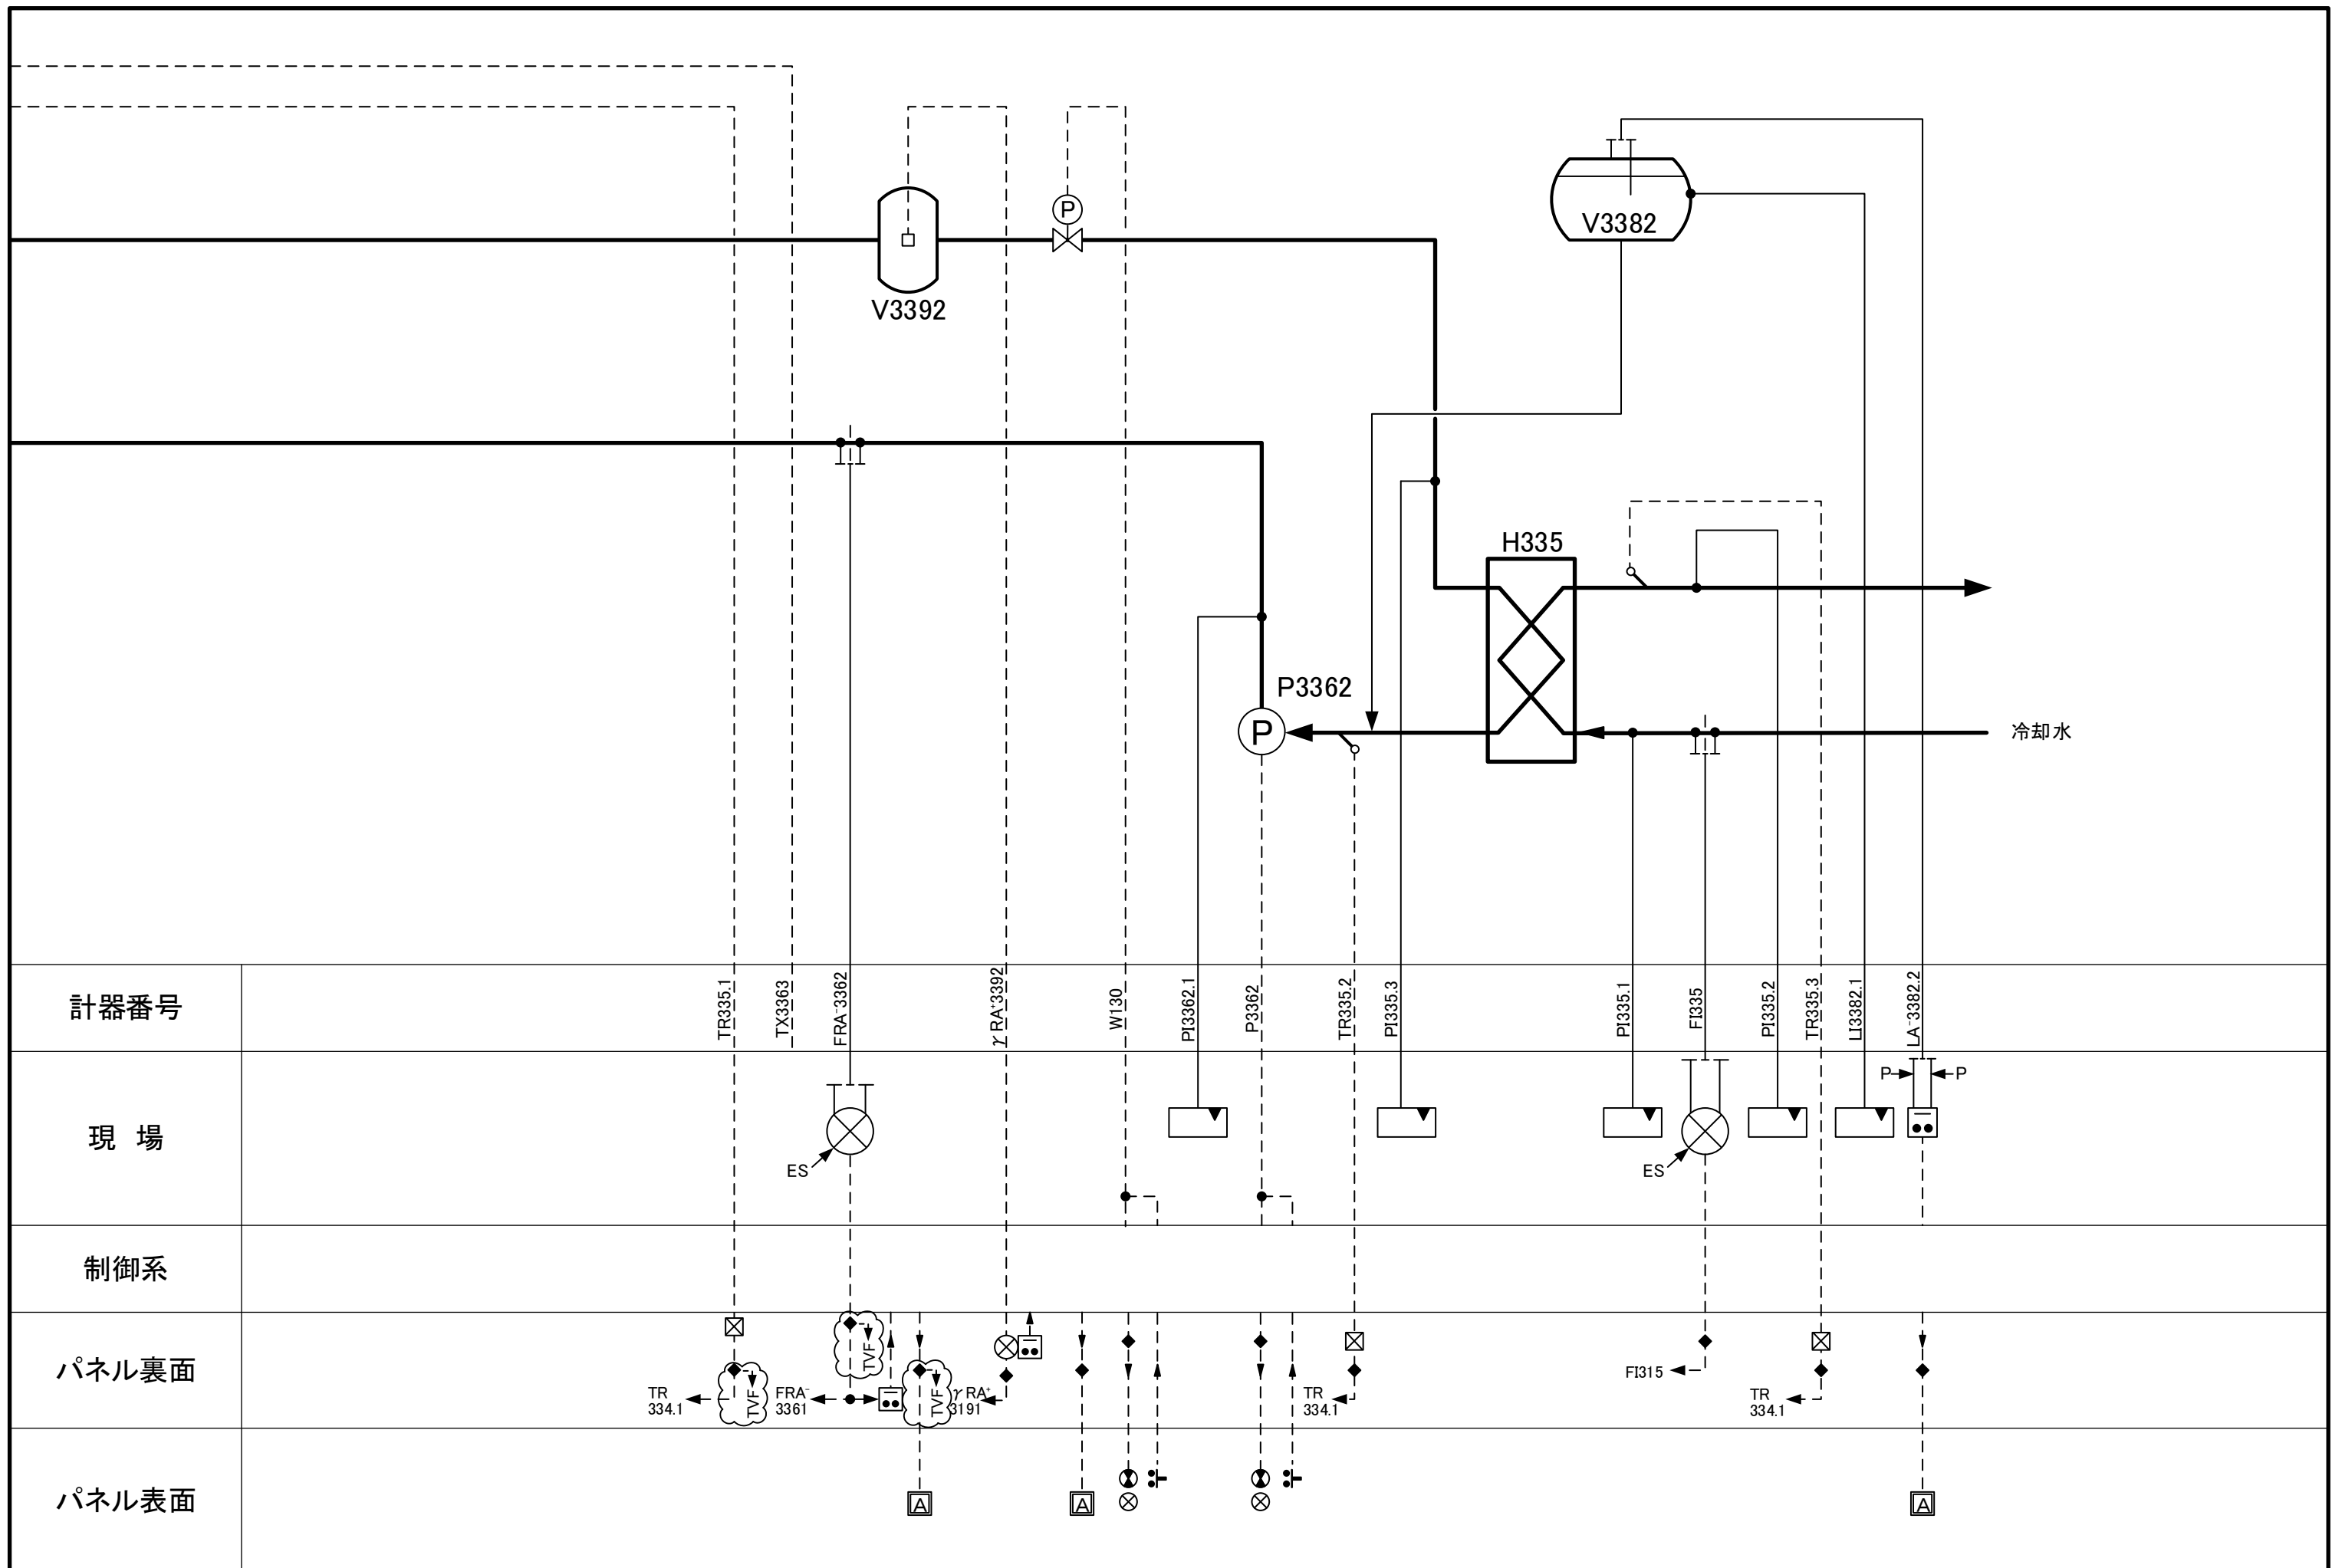 P
V3382
V3392
H335
P3362
P
冷却水
計器番号
TR335.1
TX3363
FRA⁻3362
γRA⁺3392
W130
PI3362.1
P3362
TR335.2
PI335.3
PI335.1
FI335
PI335.2
TR335.3
LI3382.1
LA⁻3382.2
現 場
P
P
ES
ES
制御系
パネル裏面
TR
334.1
TVF
FRA⁻
3361
TVF
TVF
γRA⁺
3191
TR
334.1
FI315
TR
334.1
パネル表面
A
A
A